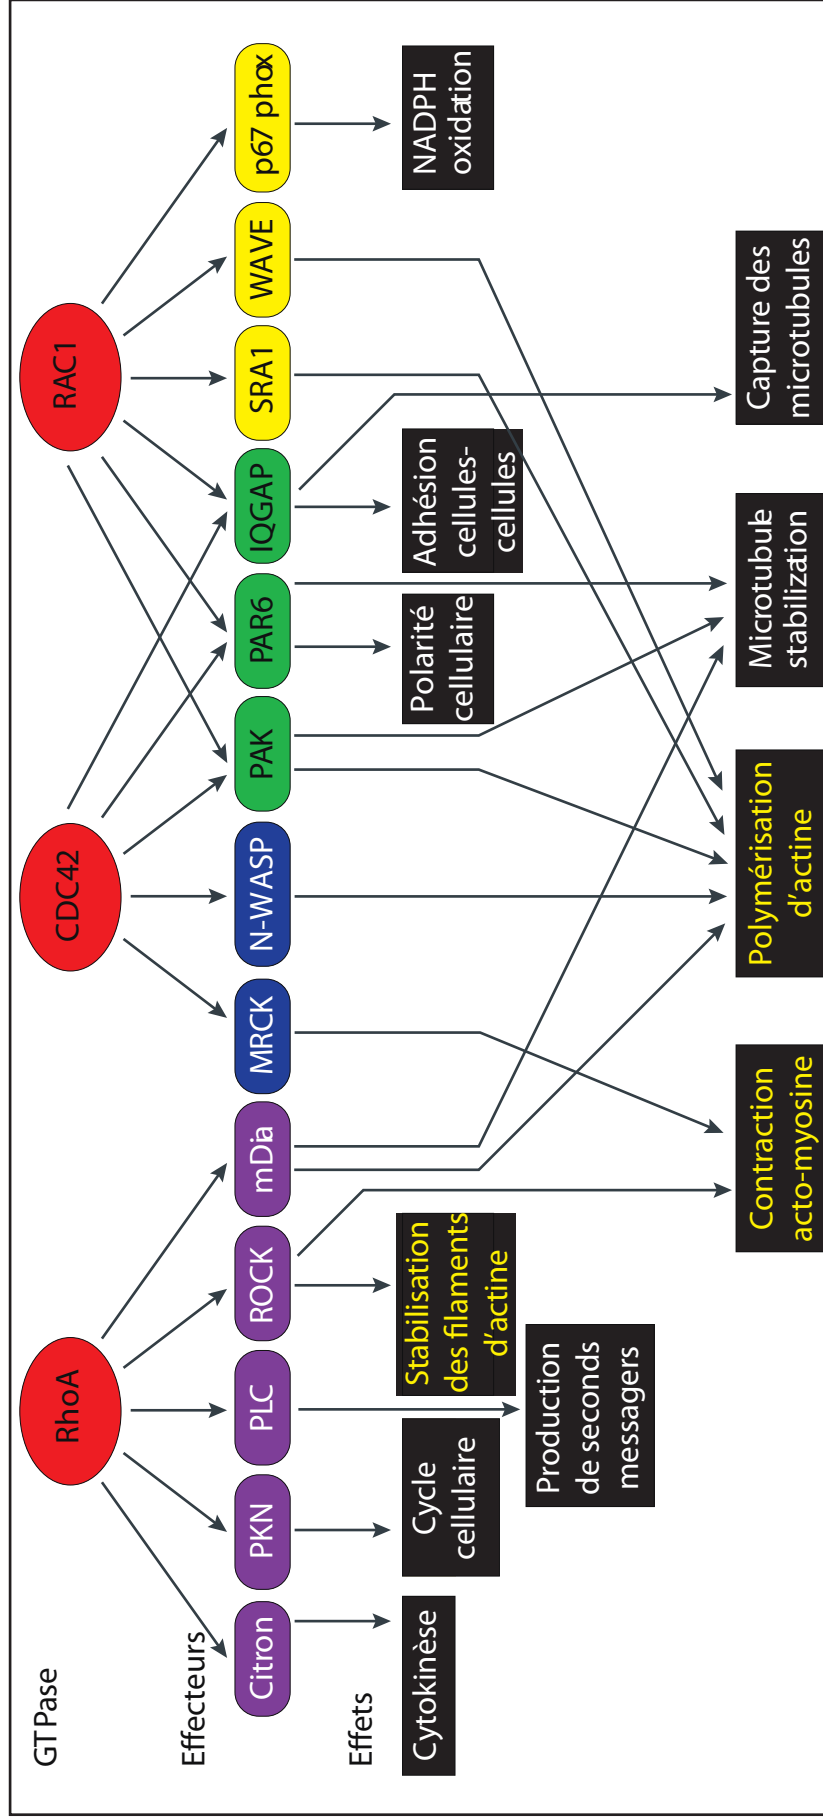 GTPase
RhoA
CDC42
RAC1
Effecteurs
Citron
PKN
PLC
ROCK
mDia
MRCK
N-WASP
PAK
PAR6
IQGAP
SRA1
WAVE
p67 phox
Effets
Cytokinèse
Cycle
cellulaire
Stabilisation
des filaments
d'actine
Polarité
cellulaire
Adhésion
cellules-
cellules
NADPH
oxidation
Production
de seconds
messagers
Contraction
acto-myosine
Polymérisation
d'actine
Microtubule
stabilization
Capture des
microtubules